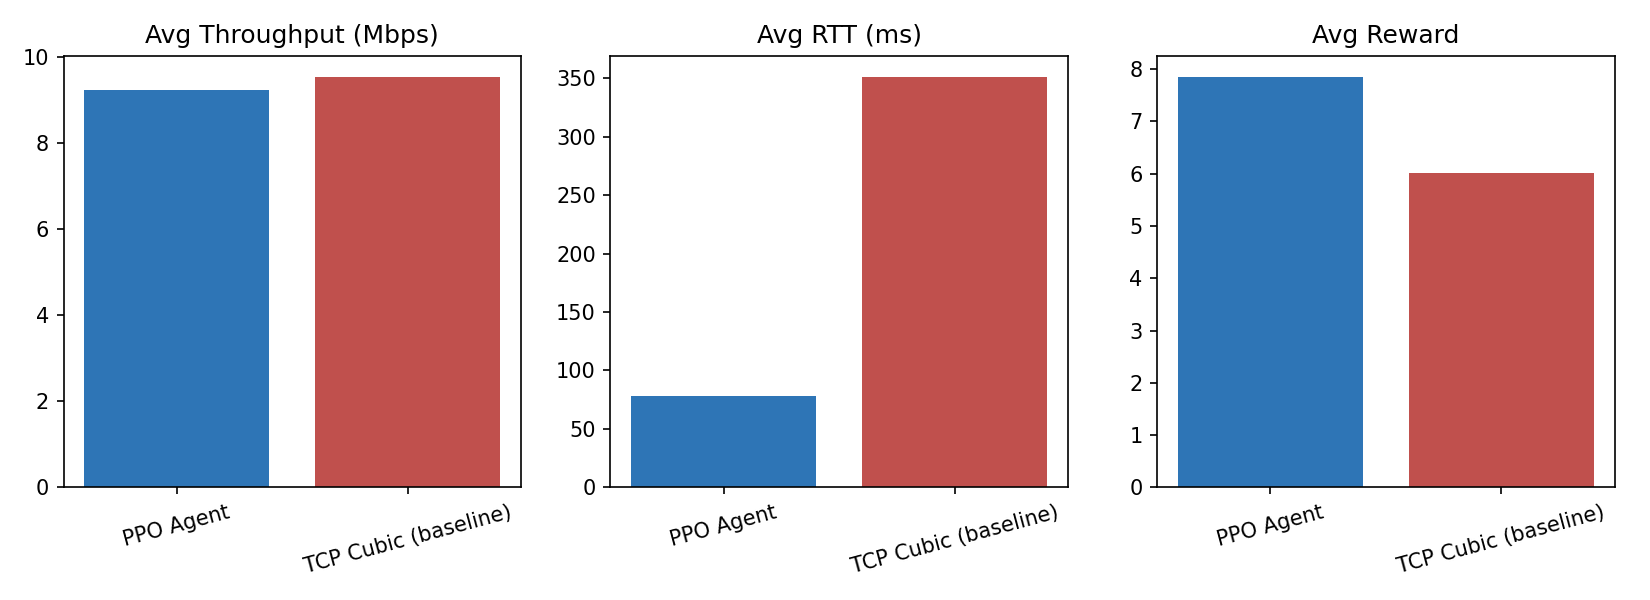 Avg Throughput (Mbps)
10
8
6
4
2
0
PPO Agent
TCP Cubic (baseline)
Avg RTT (ms)
350
300
250
200
150
100
50
0
PPO Agent
TCP Cubic (baseline)
Avg Reward
8
7
6
5
4
3
2
1
0
PPO Agent
TCP Cubic (baseline)